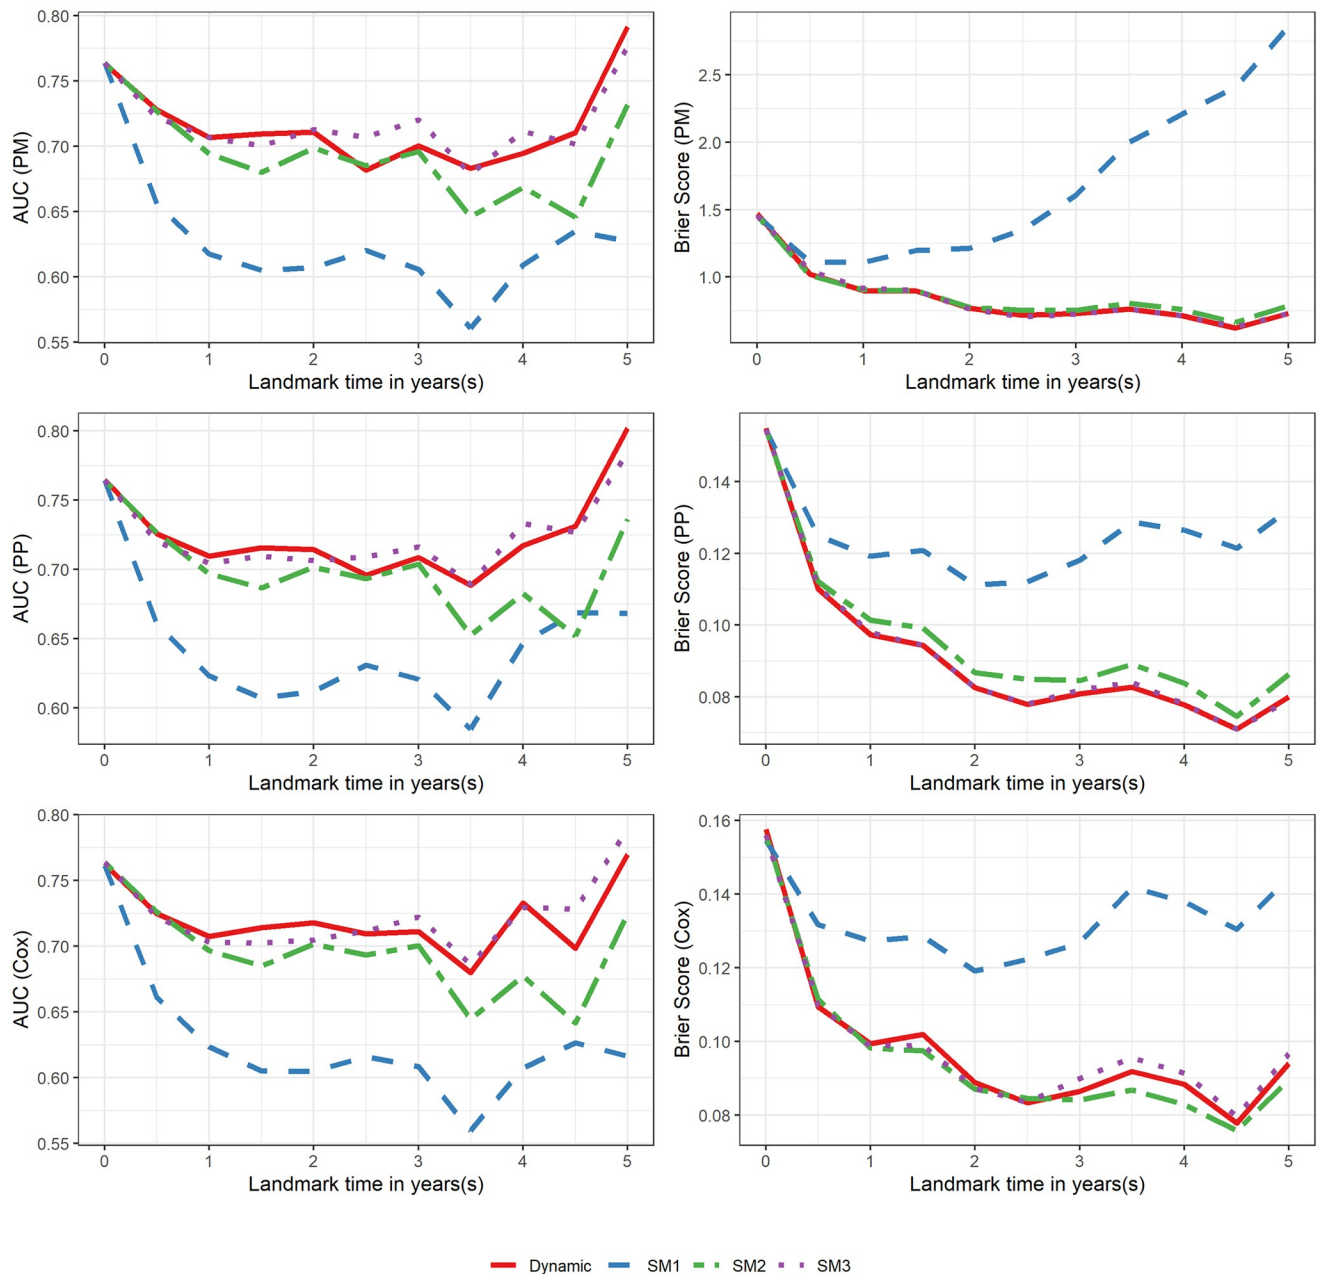 AUC (PM)
0.80
0.75
0.70
0.65
0.60
0.55
0 1 2 3 4 5
Landmark time in years(s)
Brier Score (PM)
2.5
2.0
1.5
1.0
0 1 2 3 4 5
Landmark time in years(s)
AUC (PP)
0.80
0.75
0.70
0.65
0.60
0 1 2 3 4 5
Landmark time in years(s)
Brier Score (PP)
0.14
0.12
0.10
0.08
0 1 2 3 4 5
Landmark time in years(s)
AUC (Cox)
0.80
0.75
0.70
0.65
0.60
0.55
0 1 2 3 4 5
Landmark time in years(s)
Brier Score (Cox)
0.16
0.14
0.12
0.10
0.08
0 1 2 3 4 5
Landmark time in years(s)
Dynamic SM1 SM2 SM3